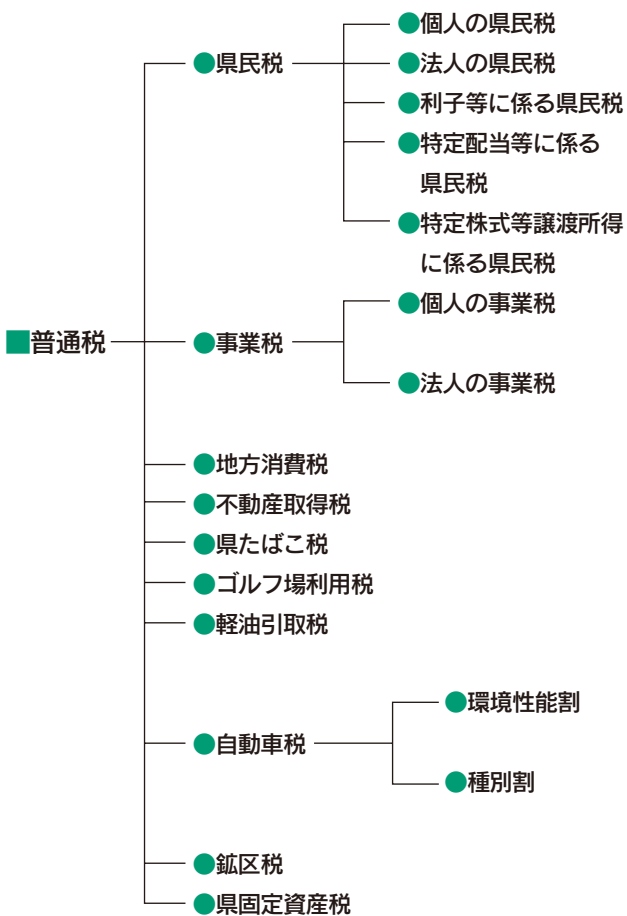 ■普通税
●県民税
●個人の県民税
●法人の県民税
●利子等に係る県民税
●特定配当等に係る
県民税
●特定株式等譲渡所得
に係る県民税
●事業税
●個人の事業税
●法人の事業税
●地方消費税
●不動産取得税
●県たばこ税
●ゴルフ場利用税
●軽油引取税
●自動車税
●環境性能割
●種別割
●鉱区税
●県固定資産税